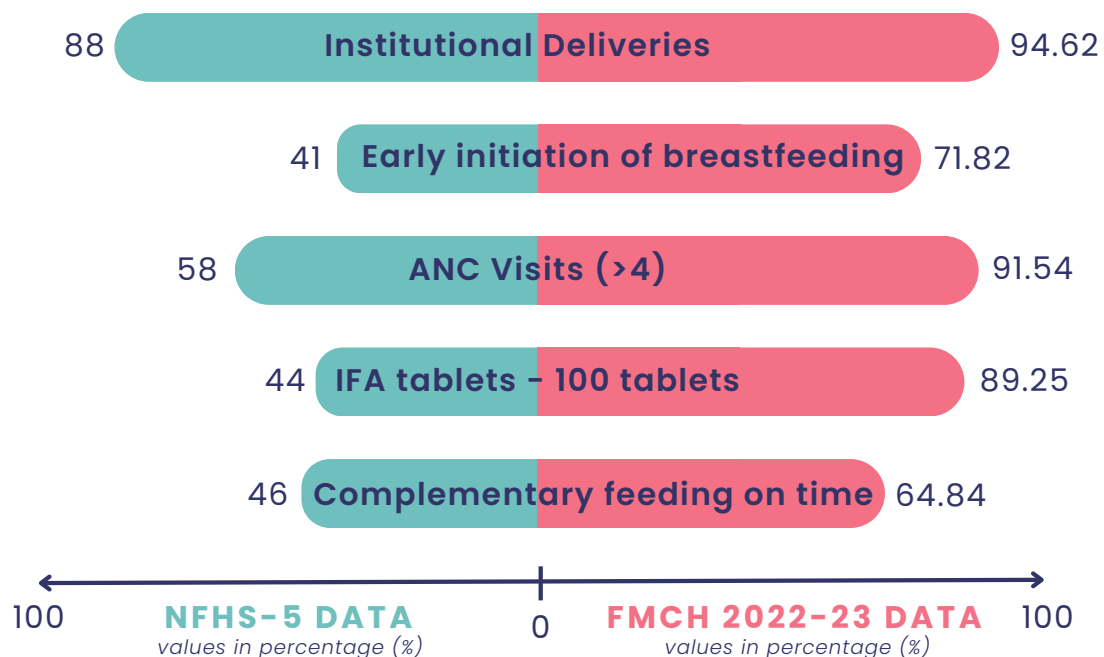 88 Institutional Deliveries 94.62
41 Early initiation of breastfeeding 71.82
58 ANC Visits (>4) 91.54
44 IFA tablets - 100 tablets 89.25
46 Complementary feeding on time 64.84
100 NFHS-5 DATA 0 FMCH 2022-23 DATA 100
values in percentage (%) values in percentage (%)